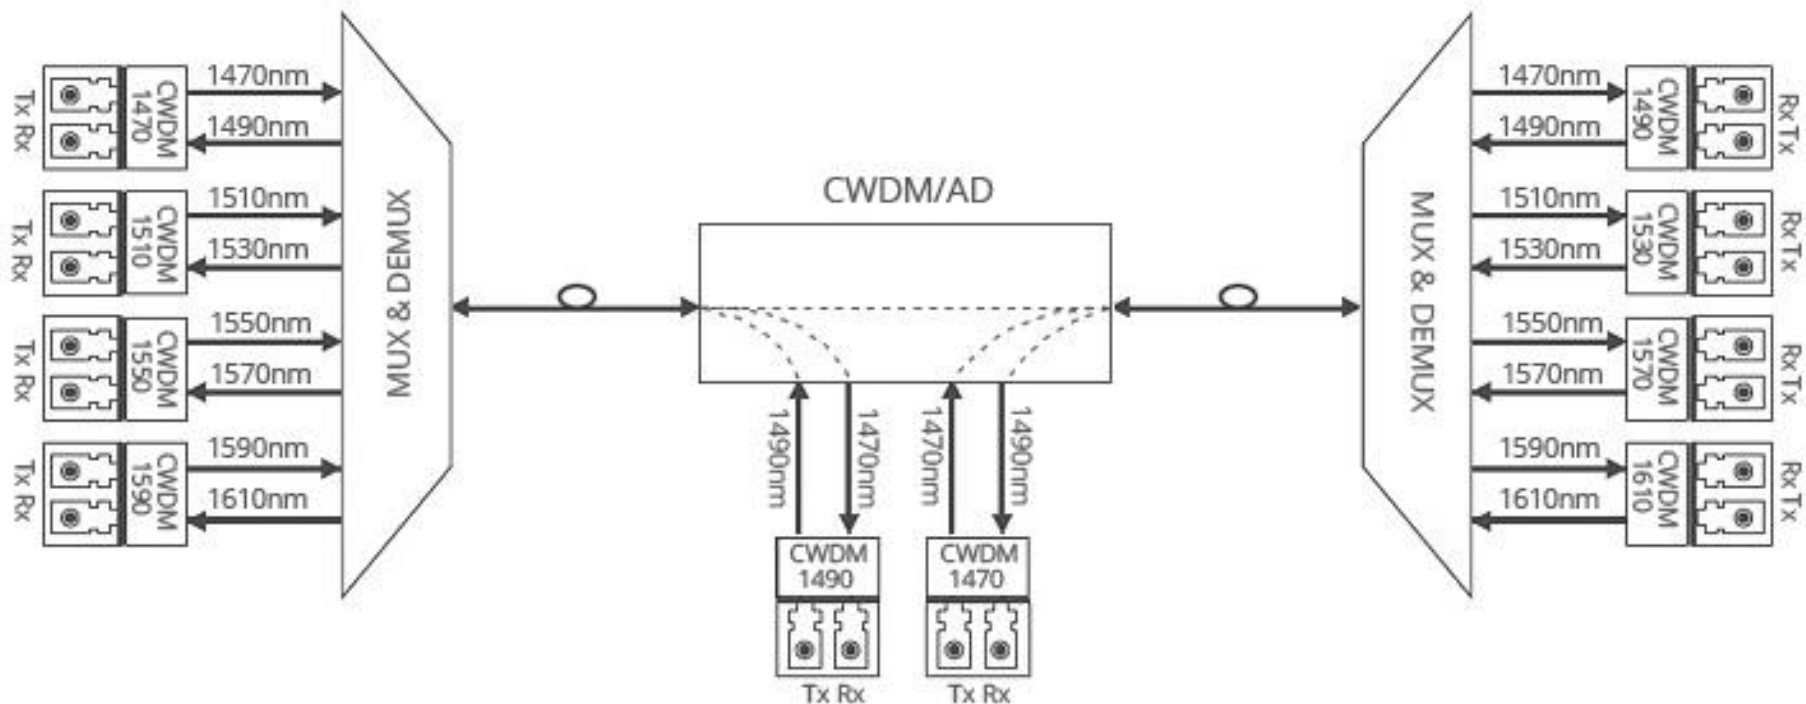 1470nm
1490nm
Tx Rx
CWDM
1470
1510nm
1530nm
Tx Rx
CWDM
1510
1550nm
1570nm
Tx Rx
CWDM
1550
1590nm
1610nm
Tx Rx
CWDM
1590
MUX & DEMUX
CWDM/AD
1490nm
1470nm
1470nm
1490nm
CWDM
1490
Tx Rx
CWDM
1470
Tx Rx
MUX & DEMUX
1470nm
1490nm
CWDM
1490
Rx Tx
1510nm
1530nm
CWDM
1530
Rx Tx
1550nm
1570nm
CWDM
1570
Rx Tx
1590nm
1610nm
CWDM
1610
Rx Tx